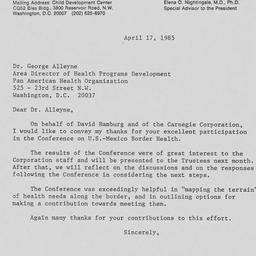 Mailing Address: Child Development Center
CG52 Bles Bldg., 3800 Reservoir Road, N.W.
Washington, D.C. 20007 (202) 625-8970
Elena O. Nightingale, M.D., Ph.D.
Special Advisor to the President
April 17, 1985
Dr. George Alleyne
Area Director of Health Programs Development
Pan American Health Organization
525 - 23rd Street N.W.
Washington, D.C. 20037
Dear Dr. Alleyne,
On behalf of David Hamburg and of the Carnegie Corporation,
I would like to convey my thanks for your excellent participation
in the Conference on U.S.-Mexico Border Health.
The results of the Conference were of great interest to the
Corporation staff and will be presented to the Trustees next month.
After that, we will reflect on the discussions and on the responses
following the Conference in considering the next steps.
The Conference was exceedingly helpful in "mapping the terrain"
of health needs along the border, and in outlining options for
making a contribution towards meeting them.
Again many thanks for your contributions to this effort.
Sincerely,